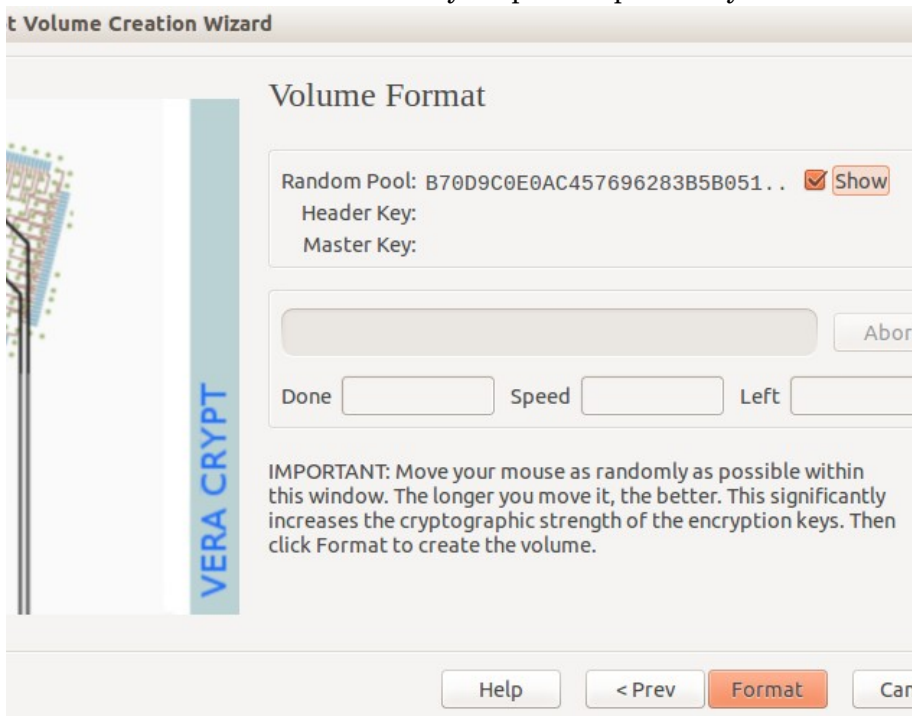 t Volume Creation Wizard
Volume Format
Random Pool: B70D9C0E0AC457696283B5B051.. Show
Header Key:
Master Key:
Abor
Done Speed Left
IMPORTANT: Move your mouse as randomly as possible within
this window. The longer you move it, the better. This significantly
increases the cryptographic strength of the encryption keys. Then
click Format to create the volume.
VERA CRYPT
Help < Prev Format Can